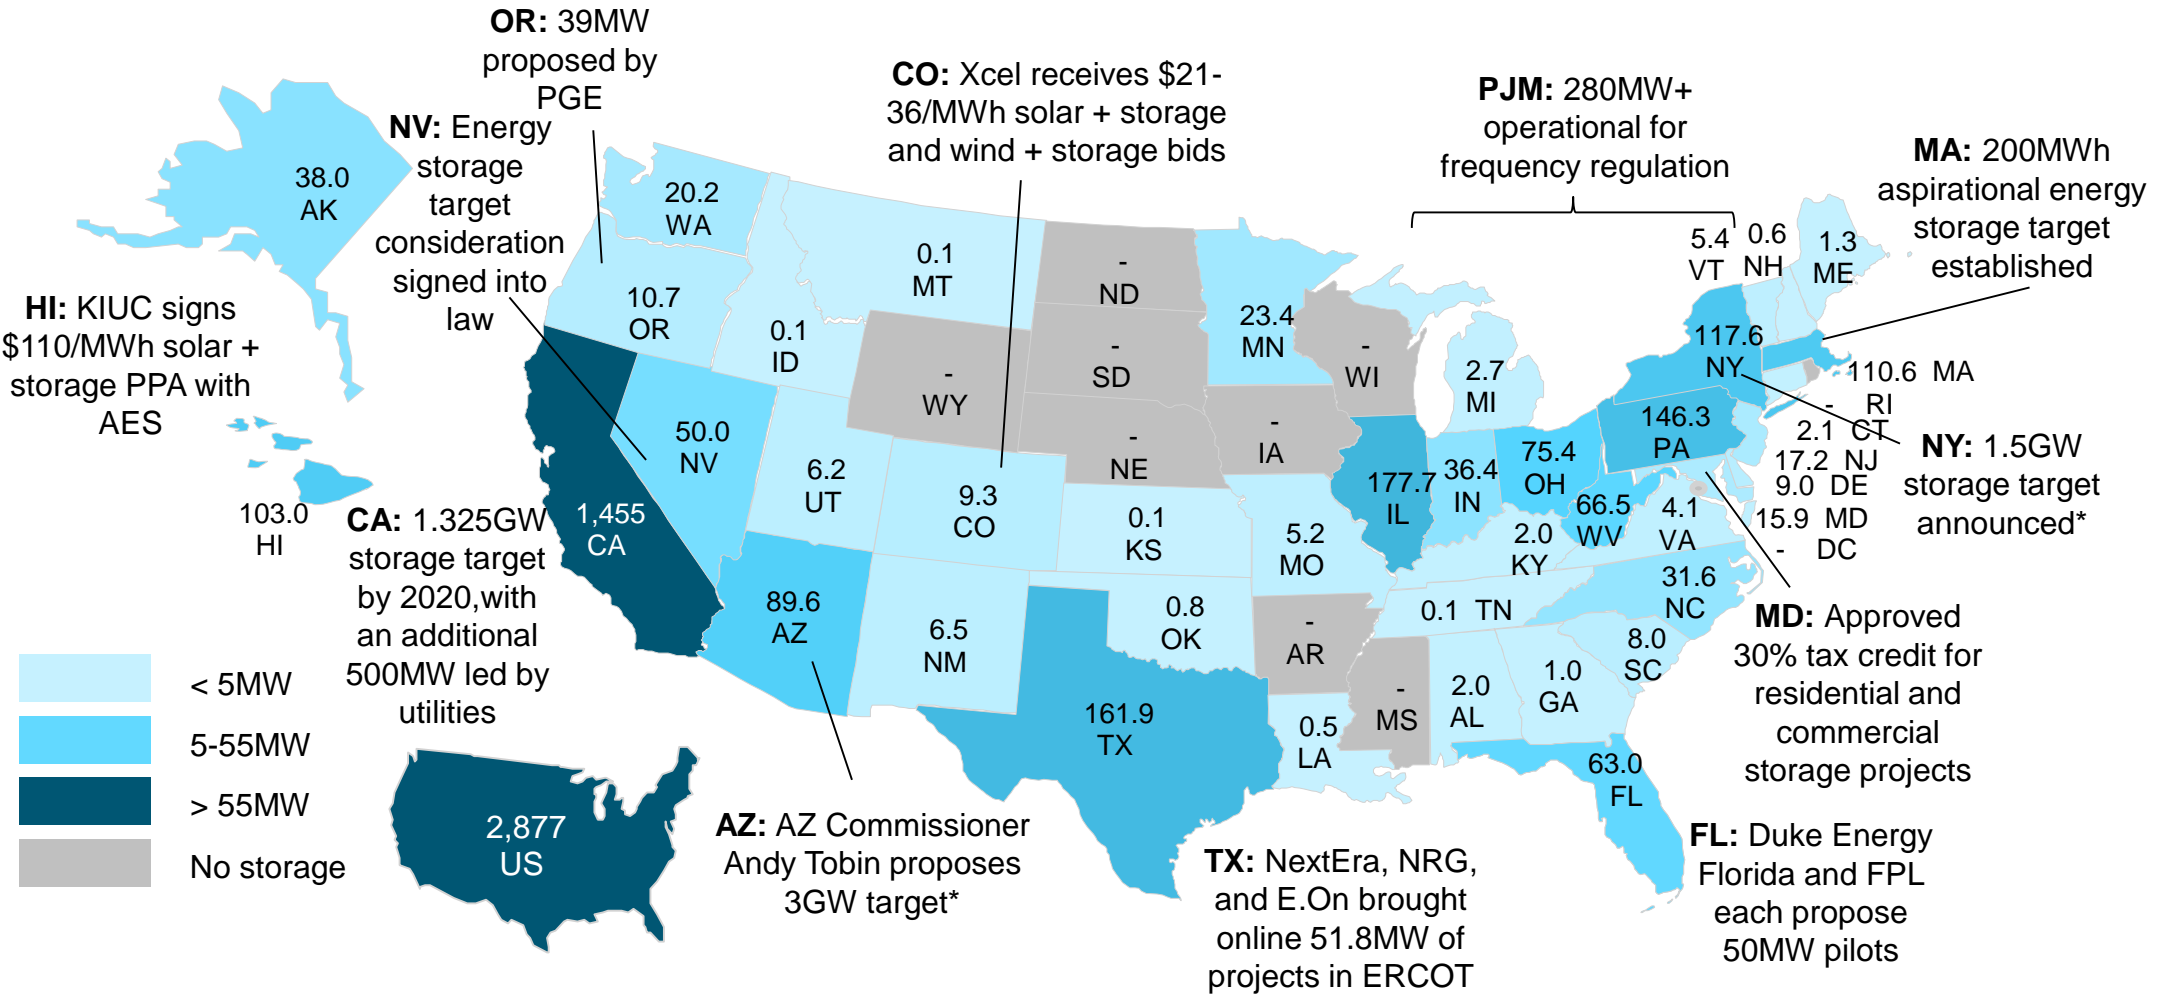 OR: 39MW
proposed by
PGE
NV: Energy
storage
target
consideration
signed into
law
CO: Xcel receives $21-
36/MWh solar + storage
and wind + storage bids
PJM: 280MW+
operational for
frequency regulation
MA: 200MWh
aspirational energy
storage target
established
HI: KIUC signs
$110/MWh solar +
storage PPA with
AES
38.0
AK
20.2
WA
10.7
OR
0.1
ID
0.1
MT
-
ND
-
SD
-
WY
-
NE
23.4
MN
-
WI
-
IA
2.7
MI
5.4
VT
0.6
NH
1.3
ME
117.6
NY
110.6 MA
- RI
2.1 CT
17.2 NJ
9.0 DE
15.9 MD
- DC
146.3
PA
75.4
OH
36.4
IN
177.7
IL
66.5
WV
4.1
VA
2.0
KY
31.6
NC
0.1 TN
8.0
SC
1.0
GA
2.0
AL
-
MS
-
AR
0.5
LA
5.2
MO
0.1
KS
0.8
OK
161.9
TX
6.5
NM
9.3
CO
6.2
UT
50.0
NV
1,455
CA
89.6
AZ
63.0
FL
103.0
HI
NY: 1.5GW
storage target
announced*
CA: 1.325GW
storage target
by 2020,with
an additional
500MW led by
utilities
MD: Approved
30% tax credit for
residential and
commercial
storage projects
< 5MW
5-55MW
> 55MW
No storage
2,877
US
AZ: AZ Commissioner
Andy Tobin proposes
3GW target*
TX: NextEra, NRG,
and E.On brought
online 51.8MW of
projects in ERCOT
FL: Duke Energy
Florida and FPL
each propose
50MW pilots